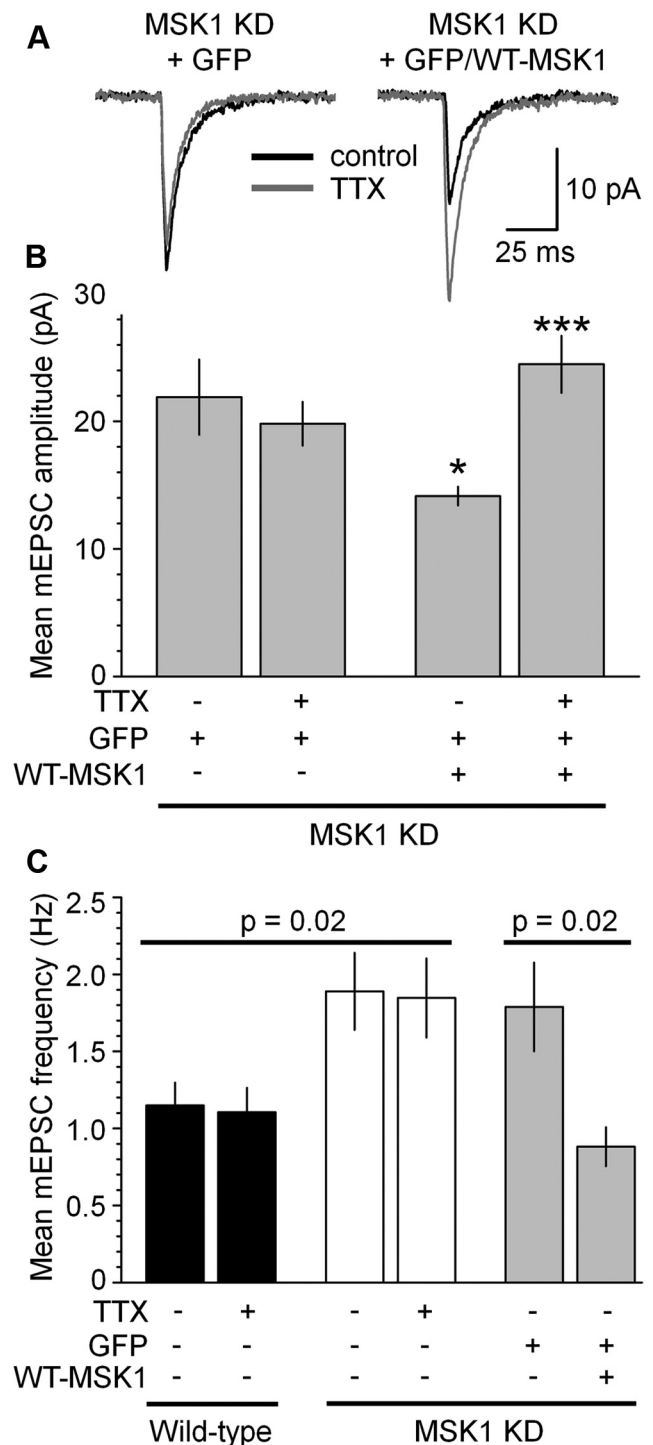 A
MSK1 KD
+ GFP
MSK1 KD
+ GFP/WT-MSK1
control
TTX
10 pA
25 ms
B
Mean mEPSC amplitude (pA)
30
20
10
0
*
***
TTX - + - +
GFP + + + +
WT-MSK1 - - + +
MSK1 KD
C
Mean mEPSC frequency (Hz)
2.5
2.0
1.5
1.0
0.5
0
p = 0.02
p = 0.02
TTX - + - + - -
GFP - - - - + +
WT-MSK1 - - - - - +
Wild-type
MSK1 KD